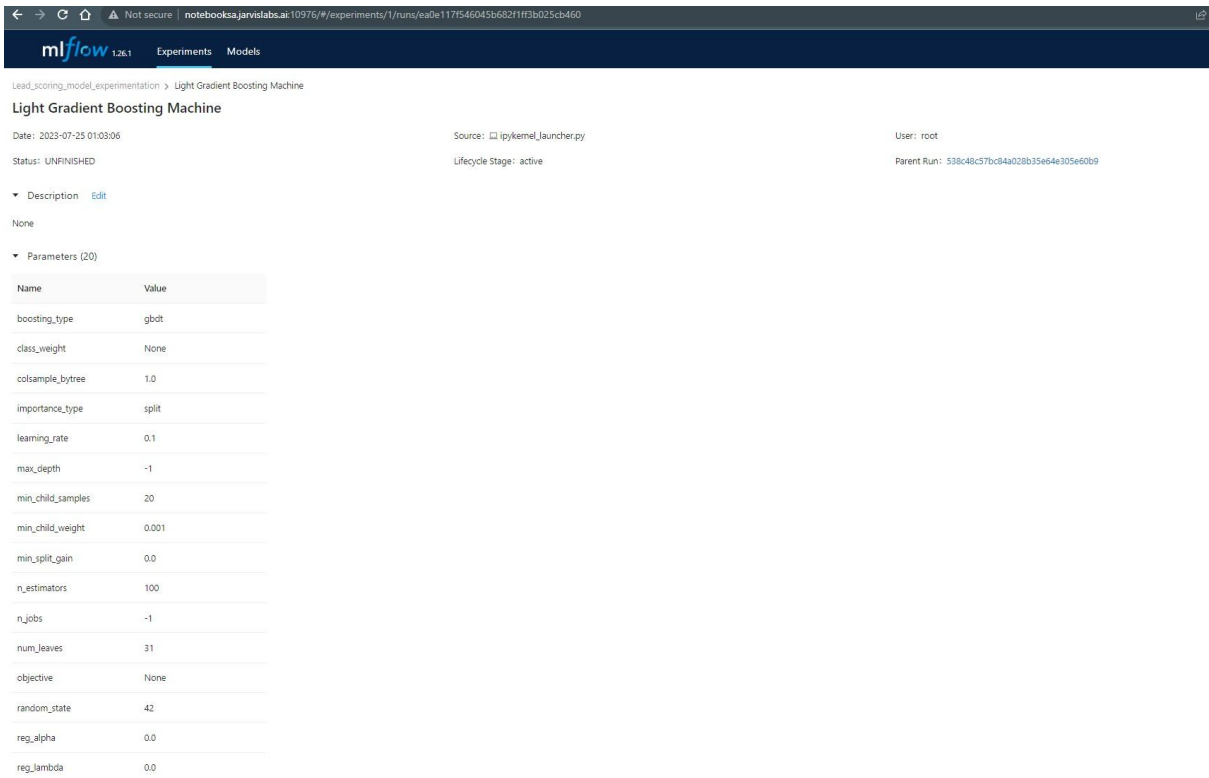 Not secure | notebooksa.jarvislabs.ai:10976/#/experiments/1/runs/ea0e117f546045b682f1ff3b025cb460
mlflow 1.26.1 Experiments Models
Lead_scoring_model_experimentation > Light Gradient Boosting Machine
Light Gradient Boosting Machine
Date: 2023-07-25 01:03:06 Source: ipykernel_launcher.py User: root
Status: UNFINISHED Lifecycle Stage: active Parent Run: 538c48c57bc84a028b35e64e305e60b9
Description Edit
None
Parameters (20)
Name Value
boosting_type gbdt
class_weight None
colsample_bytree 1.0
importance_type split
learning_rate 0.1
max_depth -1
min_child_samples 20
min_child_weight 0.001
min_split_gain 0.0
n_estimators 100
n_jobs -1
num_leaves 31
objective None
random_state 42
reg_alpha 0.0
reg_lambda 0.0